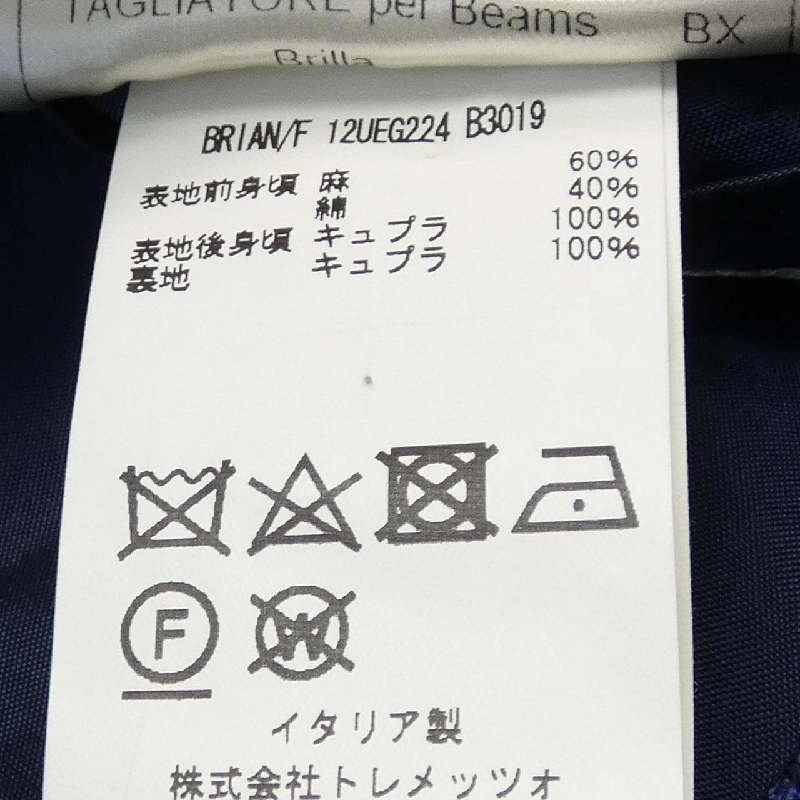 TAGLIATORE per Beams BX
Brilla
BRIAN/F 12UEG224 B3019
表地前身頃 麻 60%
綿 40%
表地後身頃 キュプラ 100%
裏地 キュプラ 100%
F W
イタリア製
株式会社トレメッツォ